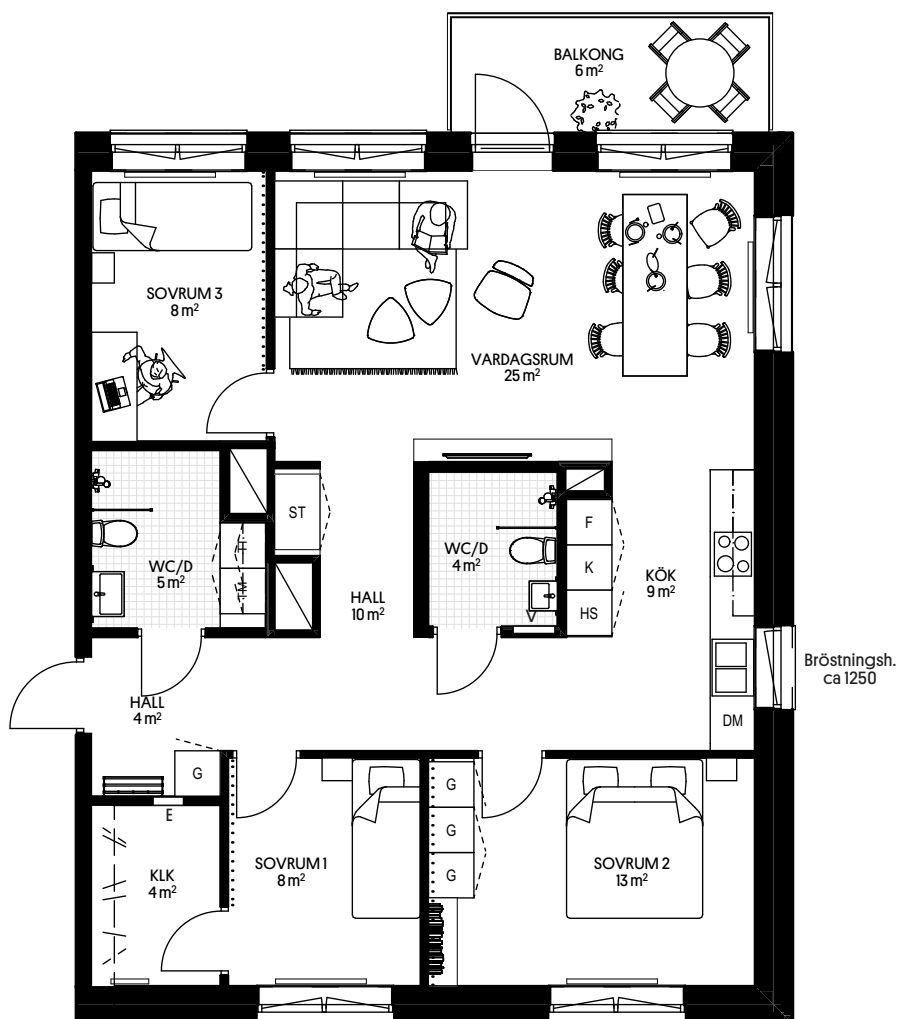 BALKONG
6 m²
SOVRUM 3
8 m²
VARDAGSRUM
25 m²
ST
F
K
HS
WC/D
5 m²
TT
TM
WC/D
4 m²
V
KÖK
9 m²
HALL
10 m²
Bröstningsh.
ca 1250
DM
HALL
4 m²
G
E
KLK
4 m²
SOVRUM 1
8 m²
G
G
G
SOVRUM 2
13 m²